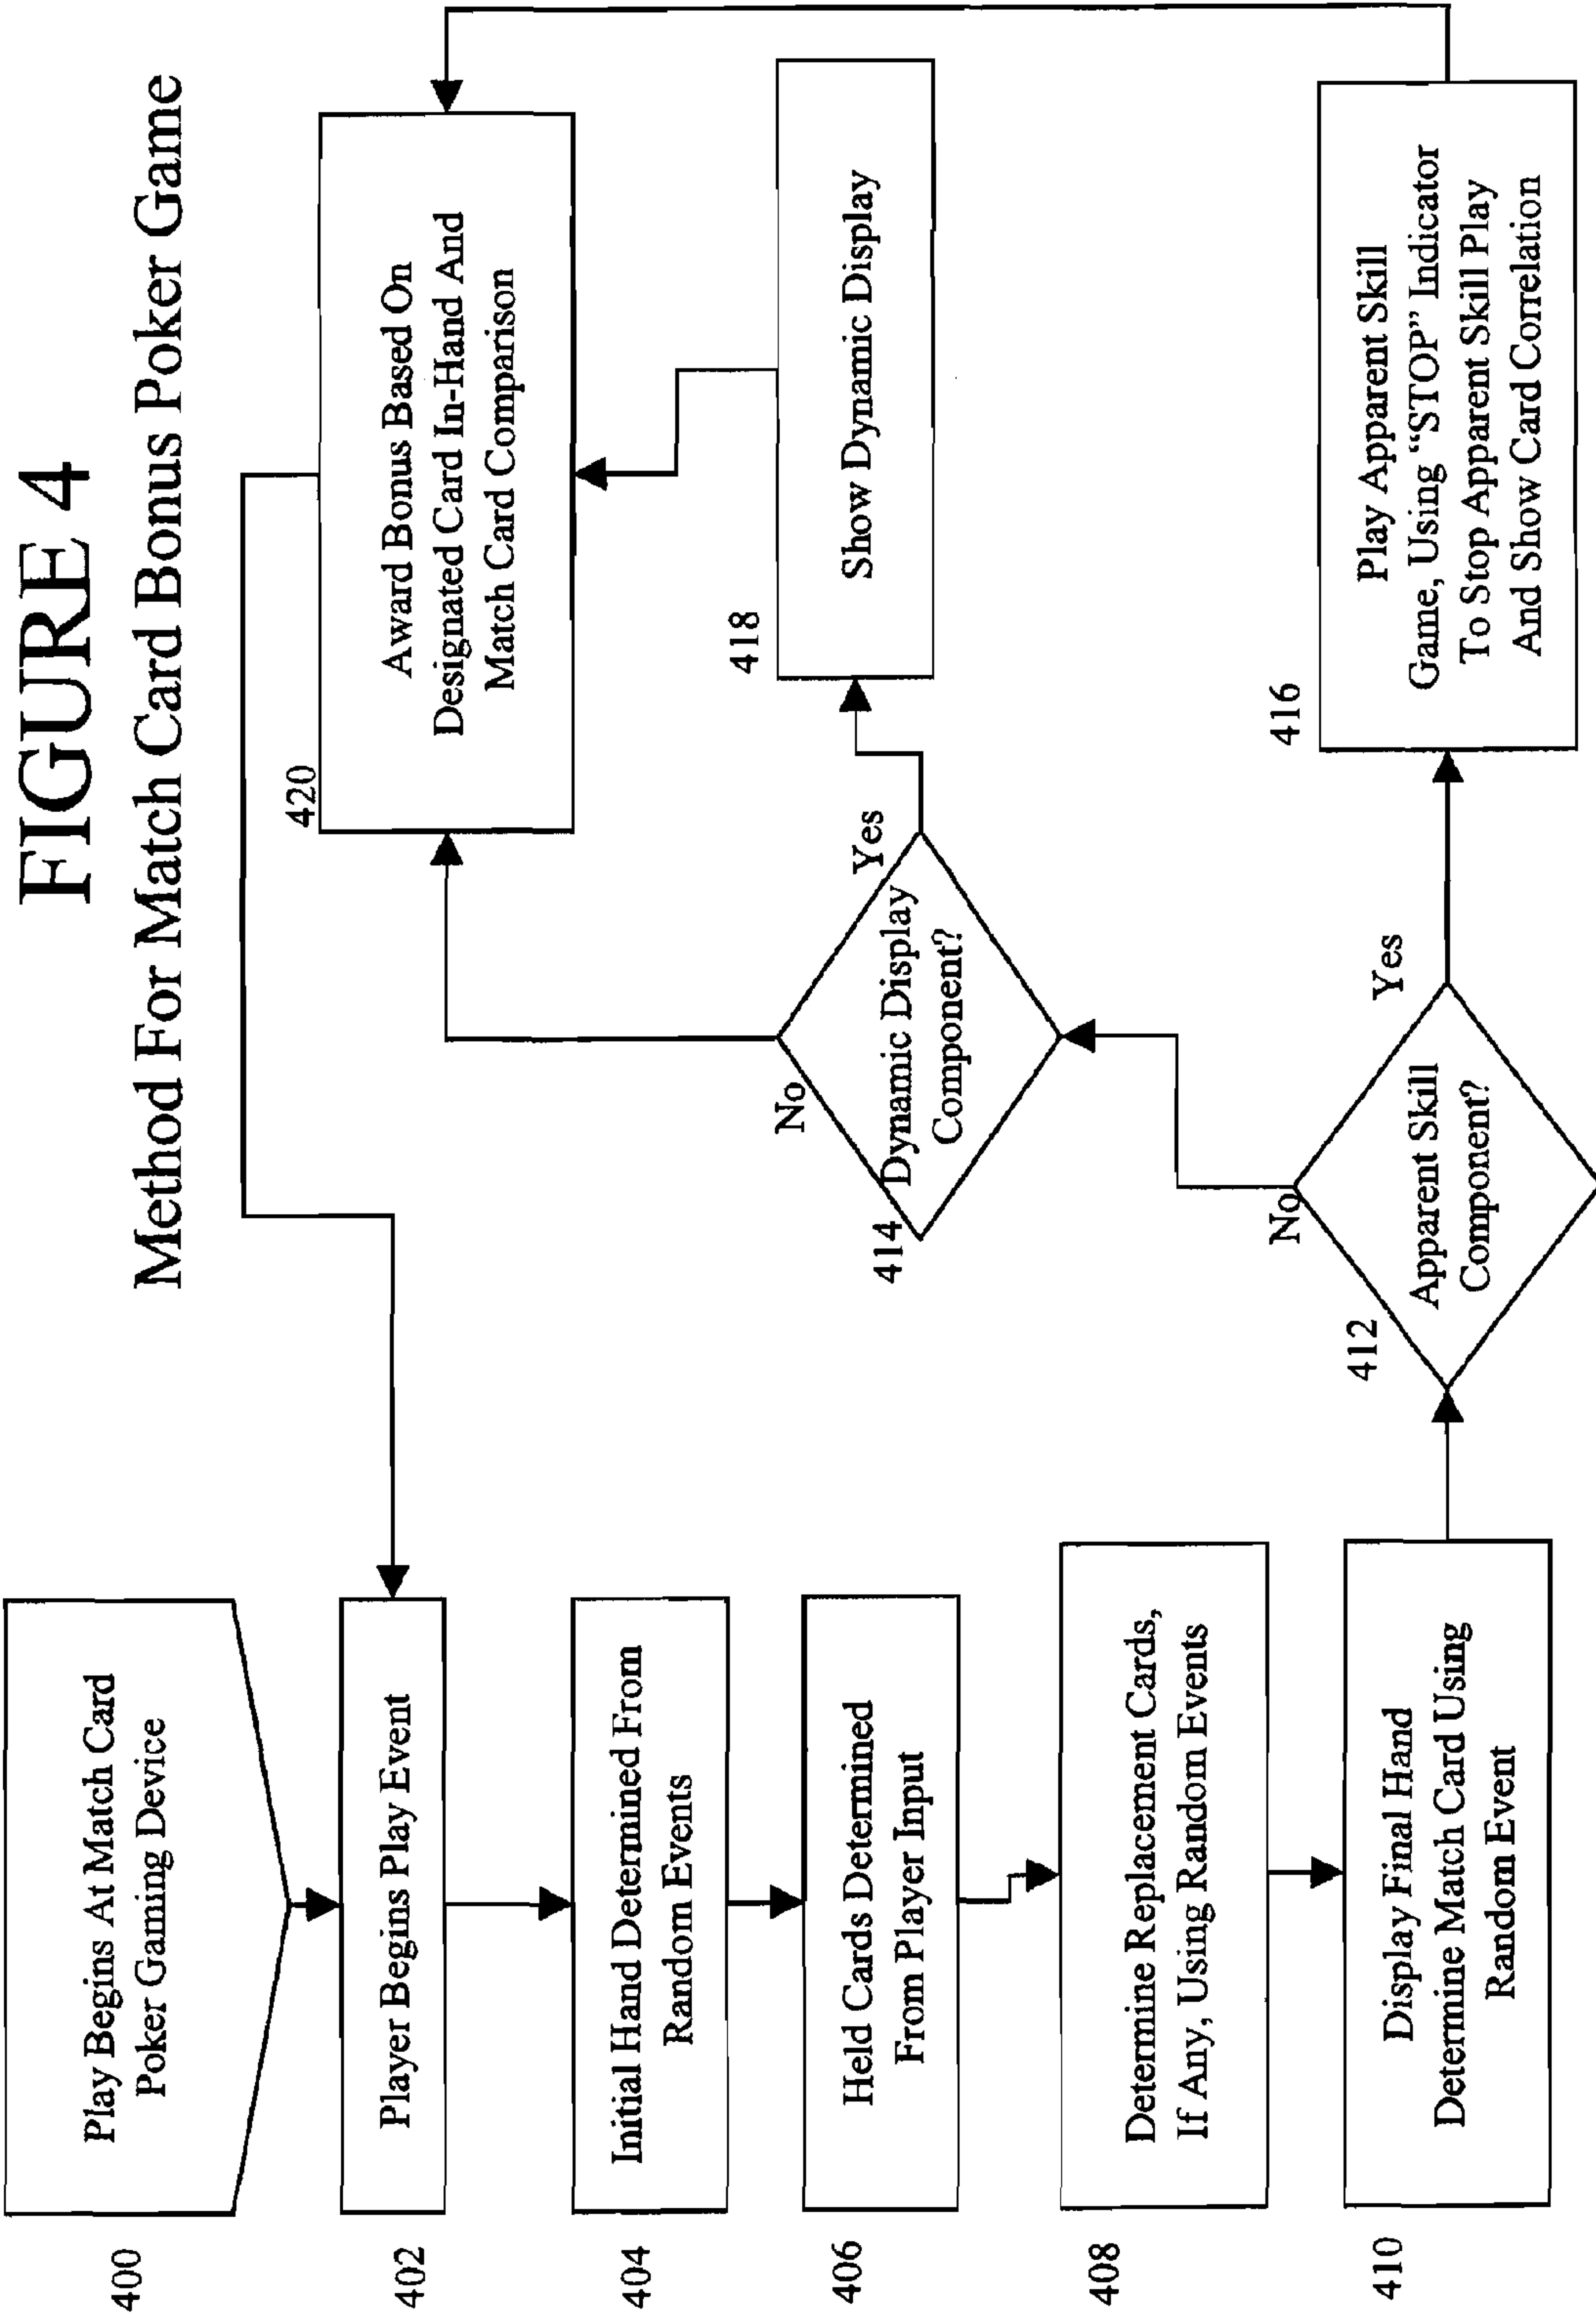 FIGURE 4
Method For Match Card Bonus Poker Game
400
Play Begins At Match Card
Poker Gaming Device
402
Player Begins Play Event
404
Initial Hand Determined From
Random Events
406
Held Cards Determined
From Player Input
408
Determine Replacement Cards,
If Any, Using Random Events
410
Display Final Hand
Determine Match Card Using
Random Event
412
Apparent Skill
Component?
No
Yes
414
Dynamic Display
Component?
No
Yes
416
Play Apparent Skill
Game, Using “STOP” Indicator
To Stop Apparent Skill Play
And Show Card Correlation
418
Show Dynamic Display
420
Award Bonus Based On
Designated Card In-Hand And
Match Card Comparison